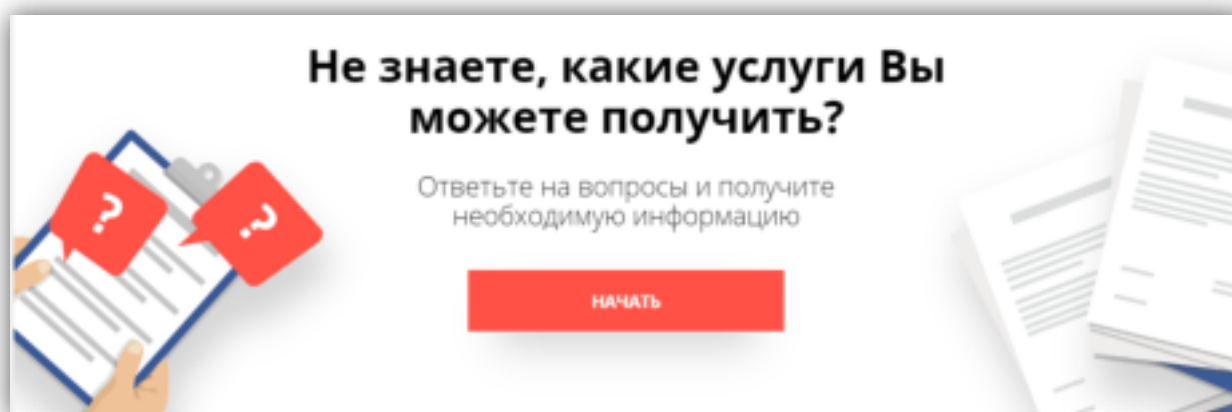 Не знаете, какие услуги Вы
можете получить?
Ответьте на вопросы и получите
необходимую информацию
НАЧАТЬ
?
?